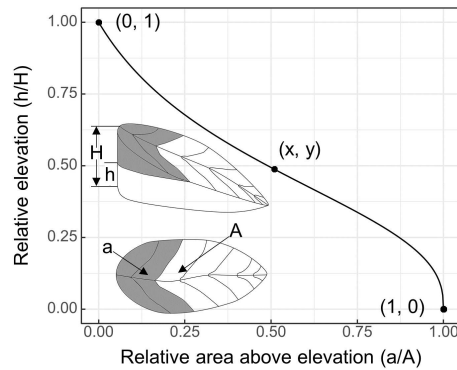 Relative elevation (h/H)
1.00
0.75
0.50
0.25
0.00
(0, 1)
(x, y)
H
h
A
a
(1, 0)
0.00 0.25 0.50 0.75 1.00
Relative area above elevation (a/A)